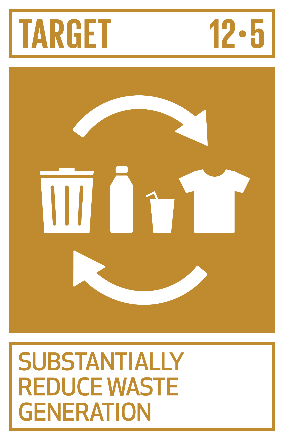 TARGET 12·5
SUBSTANTIALLY
REDUCE WASTE
GENERATION